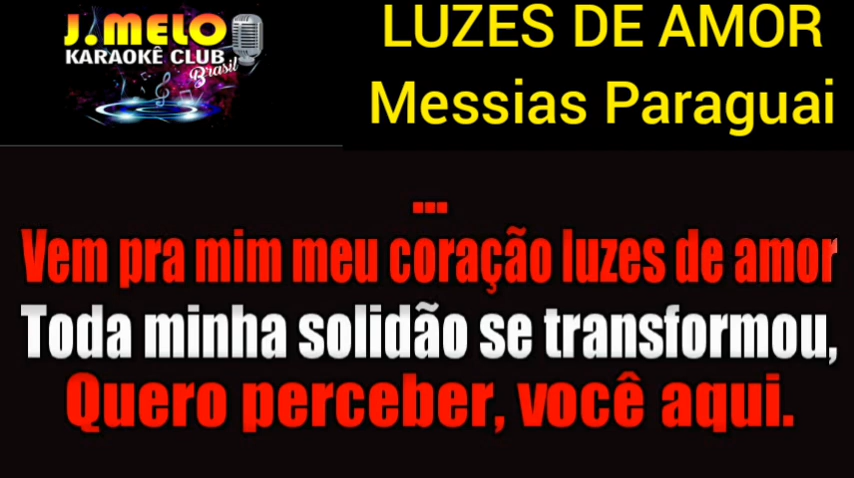 J. MELO
KARAOKÊ CLUB
Brasil
LUZES DE AMOR
Messias Paraguai
...
Vem pra mim meu coração luzes de amor
Toda minha solidão se transformou,
Quero perceber, você aqui.